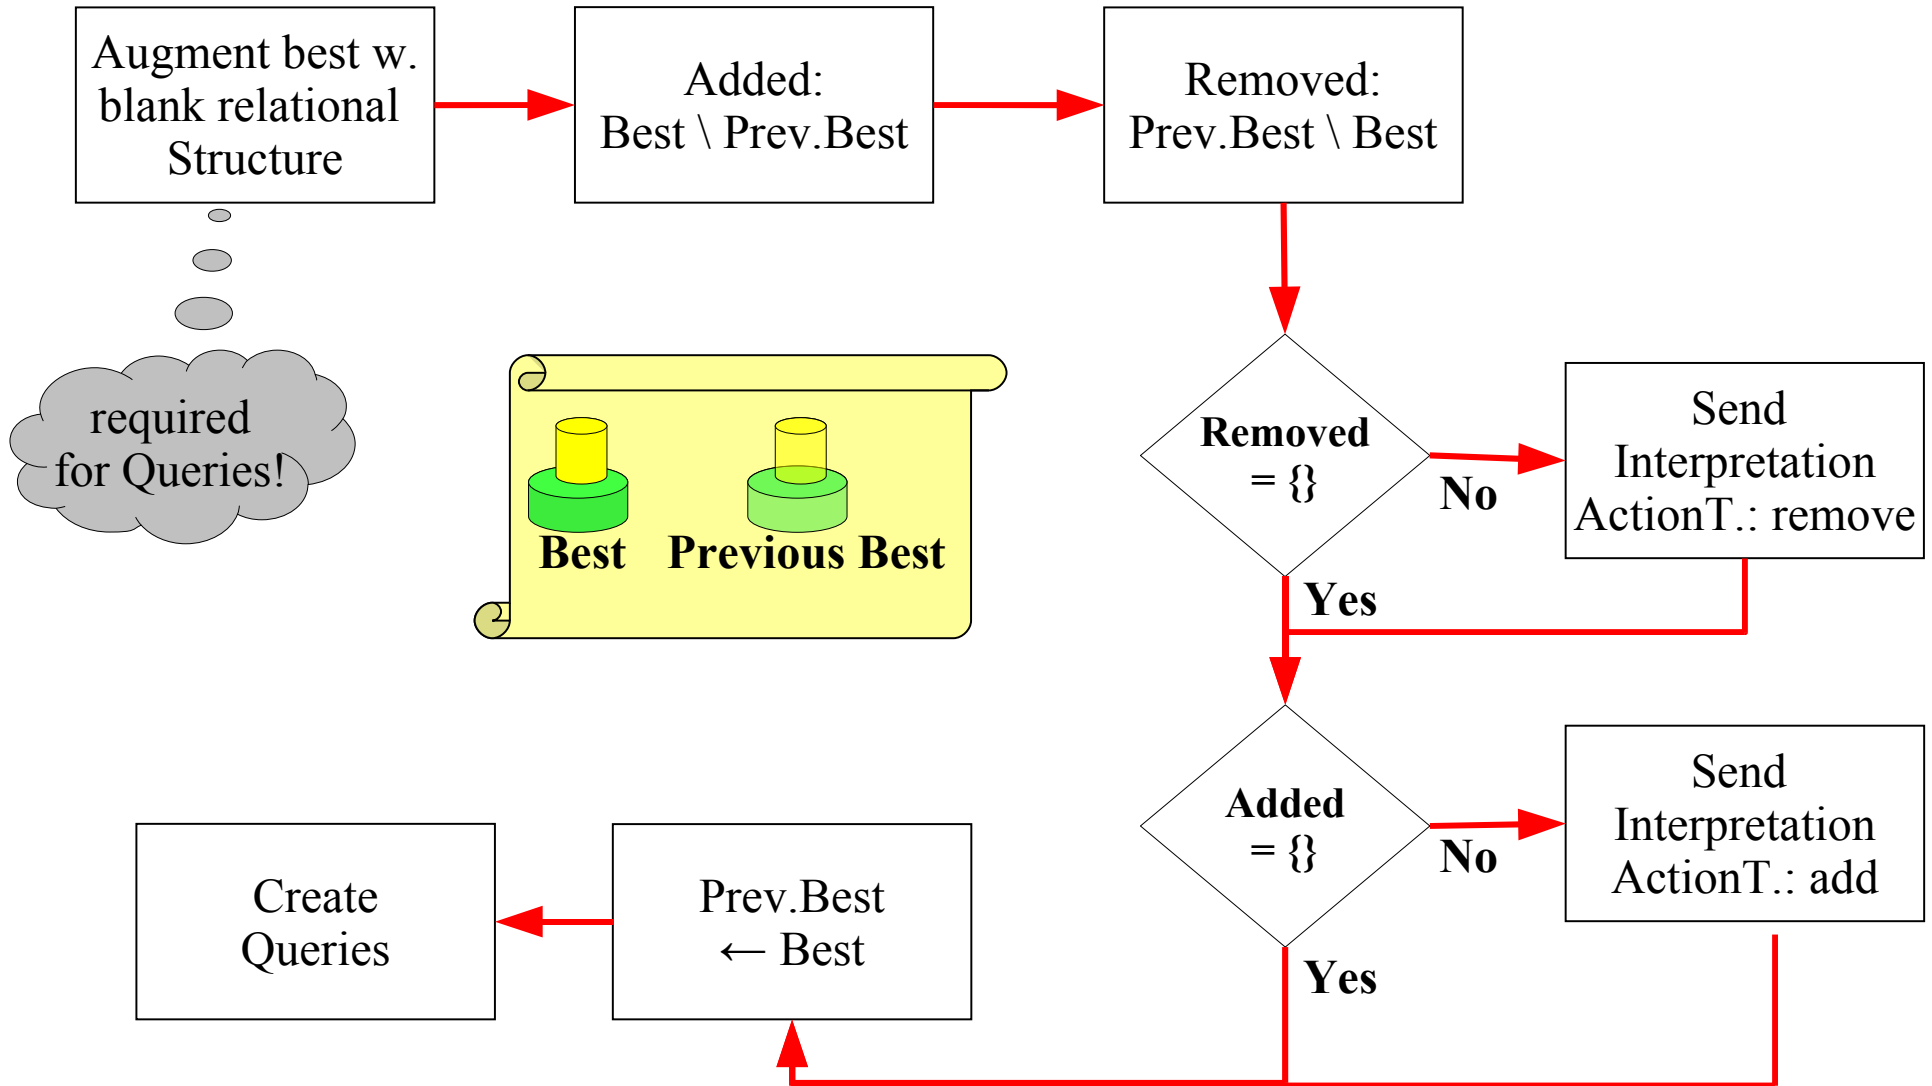 Augment best w.
blank relational
Structure
Added:
Best \ Prev.Best
Removed:
Prev.Best \ Best
required
for Queries!
Best
Previous Best
Removed
= {}
No
Yes
Send
Interpretation
ActionT.: remove
Added
= {}
No
Yes
Send
Interpretation
ActionT.: add
Prev.Best
← Best
Create
Queries